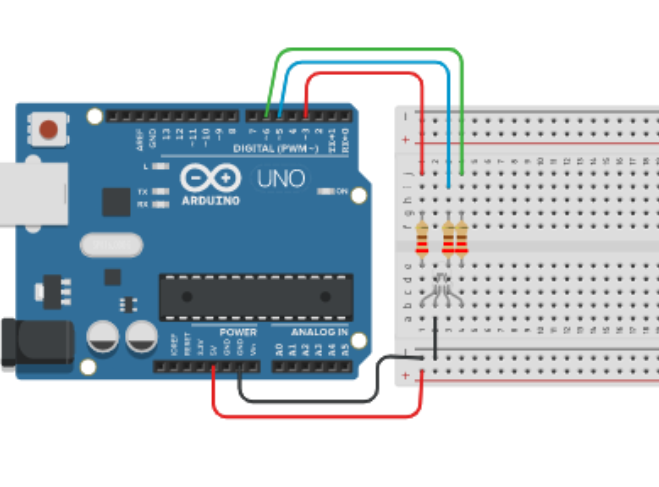 AREF
GND
13
12
~11
~10
~9
8
7
~6
~5
4
~3
2
TX→1
RX←0
DIGITAL (PWM~)
L
TX
RX
UNO
ARDUINO
ON
POWER
ANALOG IN
IOREF
RESET
3.3V
5V
GND
GND
Vin
A0
A1
A2
A3
A4
A5
j
i
h
g
f
e
d
c
b
a